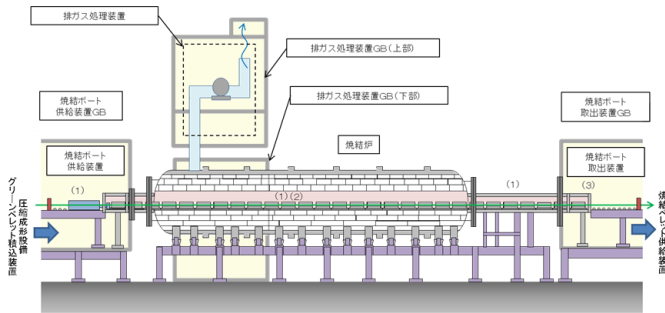 排ガス処理装置
排ガス処理装置GB(上部)
排ガス処理装置GB(下部)
焼結ボート
供給装置GB
焼結炉
焼結ボート
取出装置GB
焼結ボート
供給装置
焼結ボート
取出装置
(1)
(1)(2)
(1)
(3)
圧縮成形設備
グリーンペレット積込装置
焼結ペレット供給装置